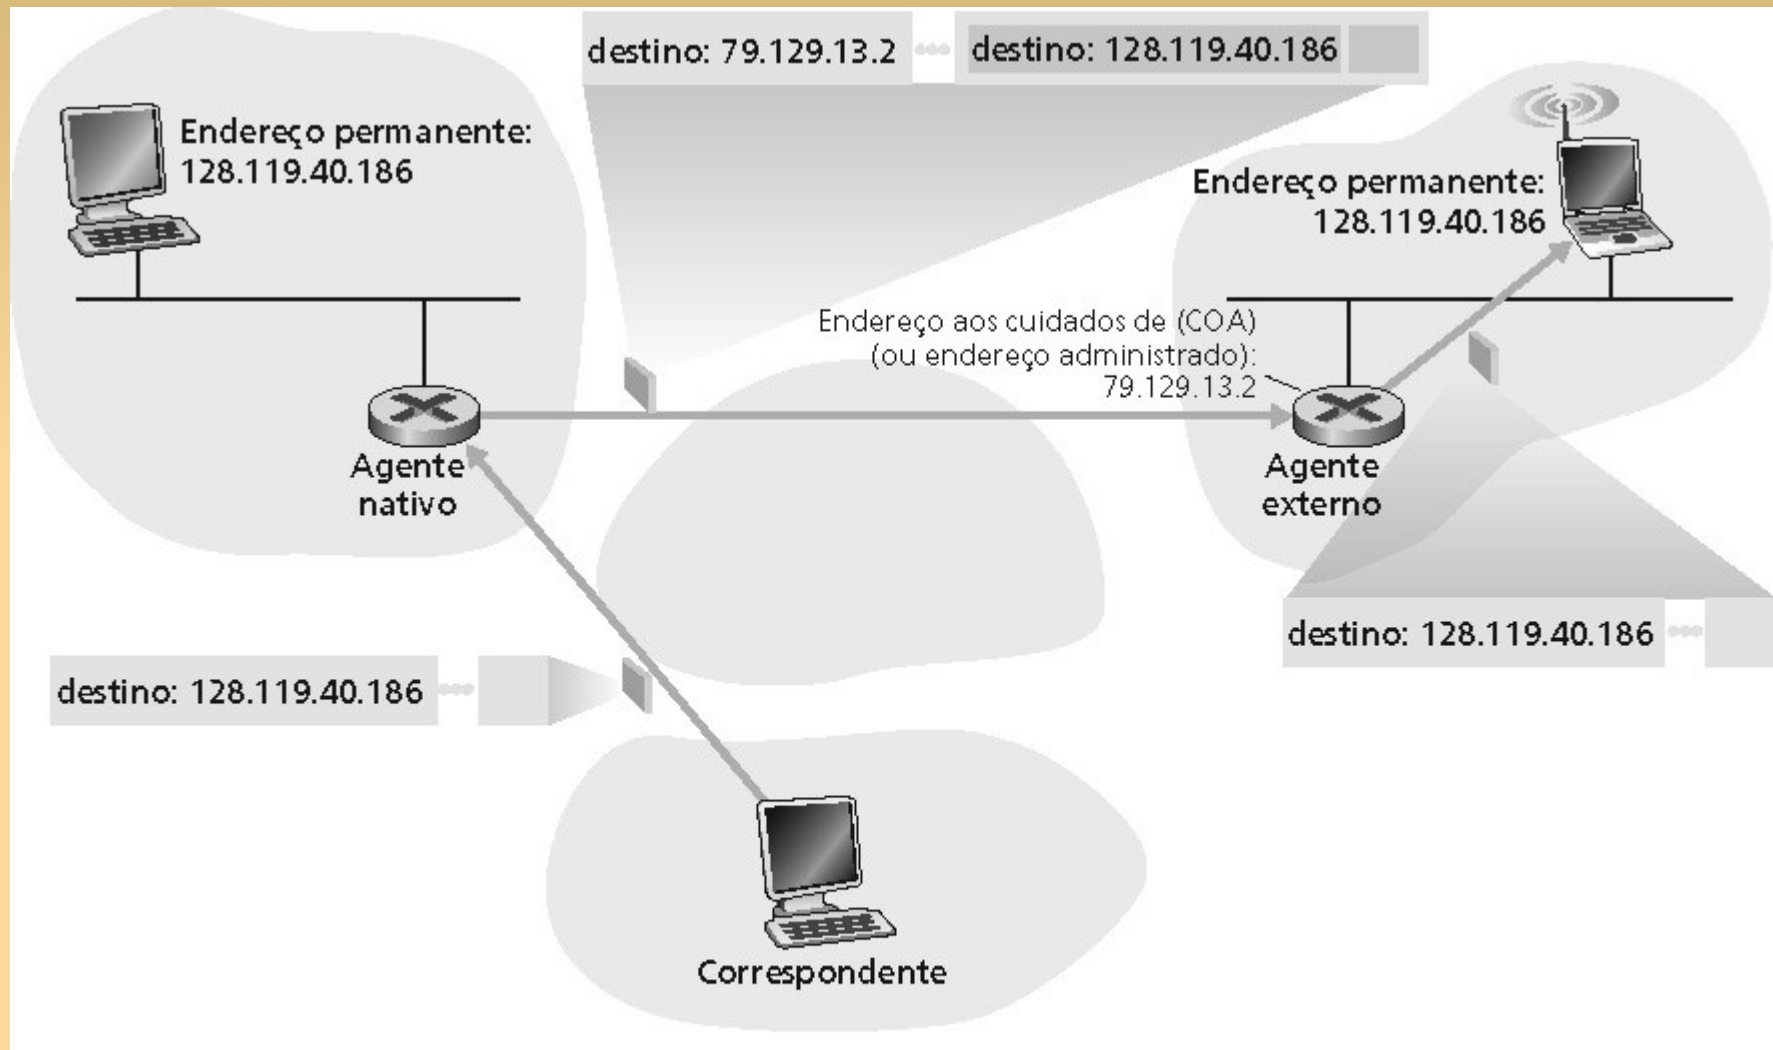 destino: 79.129.13.2
destino: 128.119.40.186
Endereço permanente:
128.119.40.186
Endereço permanente:
128.119.40.186
Endereço aos cuidados de (COA)
(ou endereço administrado):
79.129.13.2
Agente
nativo
Agente
externo
destino: 128.119.40.186
destino: 128.119.40.186
Correspondente